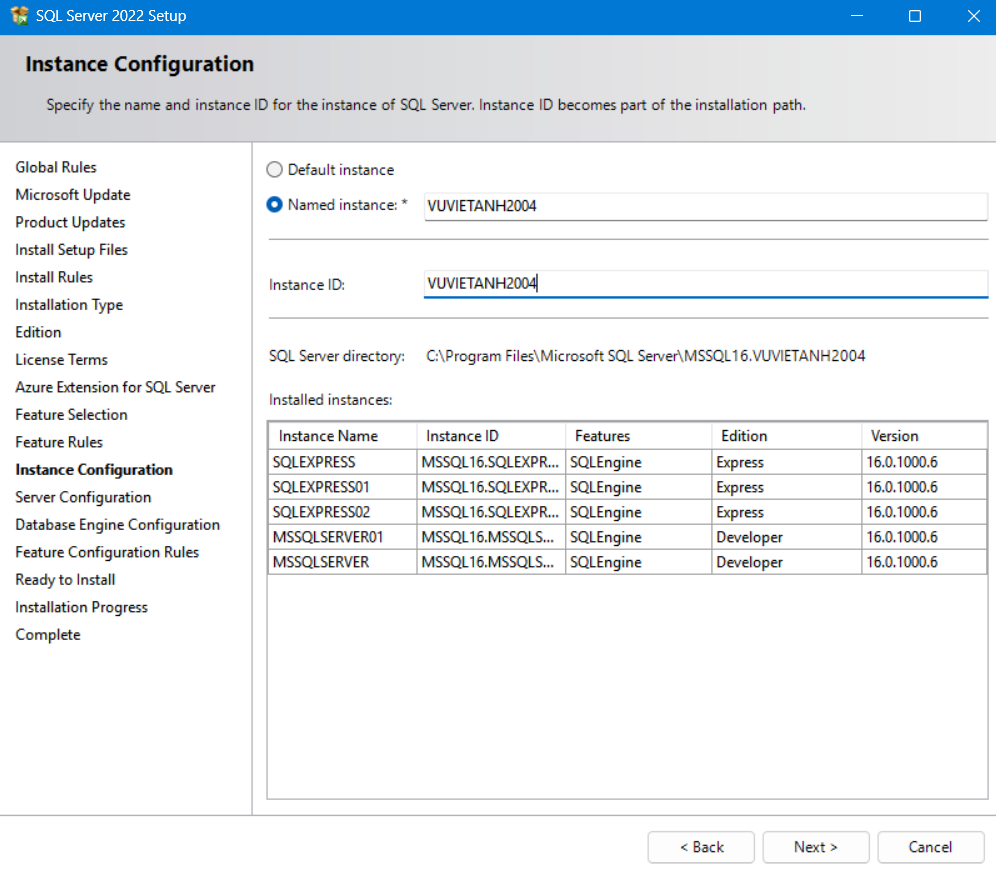 SQL Server 2022 Setup
Instance Configuration
Specify the name and instance ID for the instance of SQL Server. Instance ID becomes part of the installation path.
Global Rules
Microsoft Update
Product Updates
Install Setup Files
Install Rules
Installation Type
Edition
License Terms
Azure Extension for SQL Server
Feature Selection
Feature Rules
Instance Configuration
Server Configuration
Database Engine Configuration
Feature Configuration Rules
Ready to Install
Installation Progress
Complete
Default instance
Named instance: * VUVIETANH2004
Instance ID: VUVIETANH2004
SQL Server directory: C:\Program Files\Microsoft SQL Server\MSSQL16.VUVIETANH2004
Installed instances:
Instance Name Instance ID Features Edition Version
SQLEXPRESS MSSQL16.SQLEXPR... SQLEngine Express 16.0.1000.6
SQLEXPRESS01 MSSQL16.SQLEXPR... SQLEngine Express 16.0.1000.6
SQLEXPRESS02 MSSQL16.SQLEXPR... SQLEngine Express 16.0.1000.6
MSSQLSERVER01 MSSQL16.MSSQLS... SQLEngine Developer 16.0.1000.6
MSSQLSERVER MSSQL16.MSSQLS... SQLEngine Developer 16.0.1000.6
< Back Next > Cancel